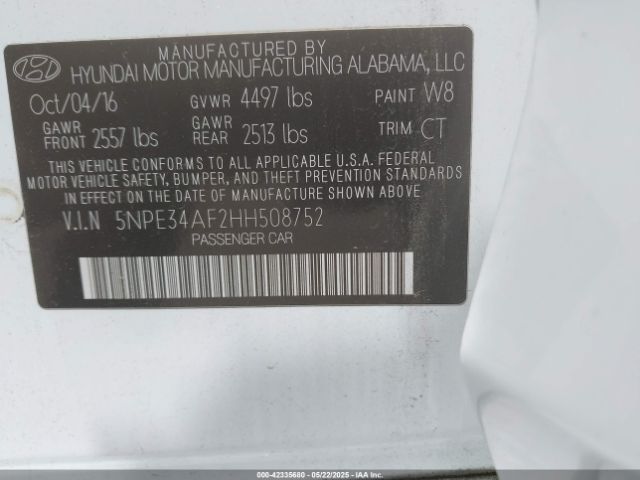 MANUFACTURED BY
HYUNDAI MOTOR MANUFACTURING ALABAMA, LLC
Oct/04/16 GVWR 4497 lbs PAINT W8
GAWR FRONT 2557 lbs GAWR REAR 2513 lbs TRIM CT
THIS VEHICLE CONFORMS TO ALL APPLICABLE U.S.A. FEDERAL
MOTOR VEHICLE SAFETY, BUMPER, AND THEFT PREVENTION STANDARDS
IN EFFECT ON THE DATE OF MANUFACTURE SHOWN ABOVE
V.I.N 5NPE34AF2HH508752
PASSENGER CAR
000-42335680 - 05/22/2025 - IAAI.COM